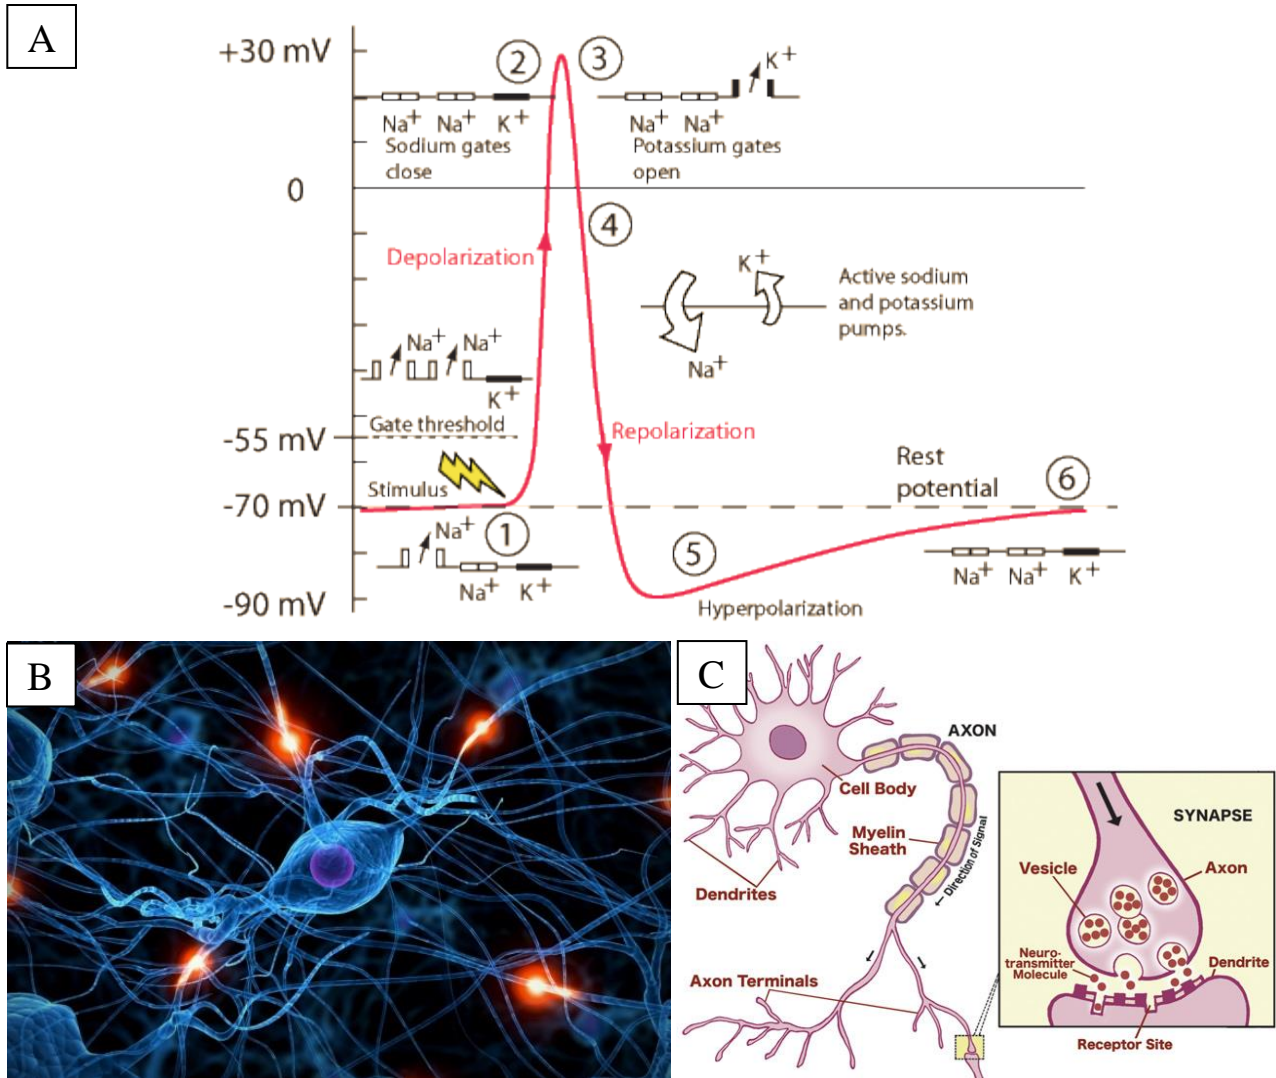 A
+30 mV
2
3
K+
Na+ Na+ K+
Sodium gates
close
Na+ Na+
Potassium gates
open
0
4
Depolarization
K+
Na+
Active sodium
and potassium
pumps.
Na+ Na+
K+
Gate threshold
-55 mV
Repolarization
Stimulus
Rest
potential
6
-70 mV
Na+
1
5
Na+ K+
Na+ Na+ K+
-90 mV
Hyperpolarization
B
C
AXON
Cell Body
Myelin
Sheath
← Direction of Signal
Dendrites
Axon Terminals
SYNAPSE
Vesicle
Axon
Neuro-
transmitter
Molecule
Dendrite
Receptor Site